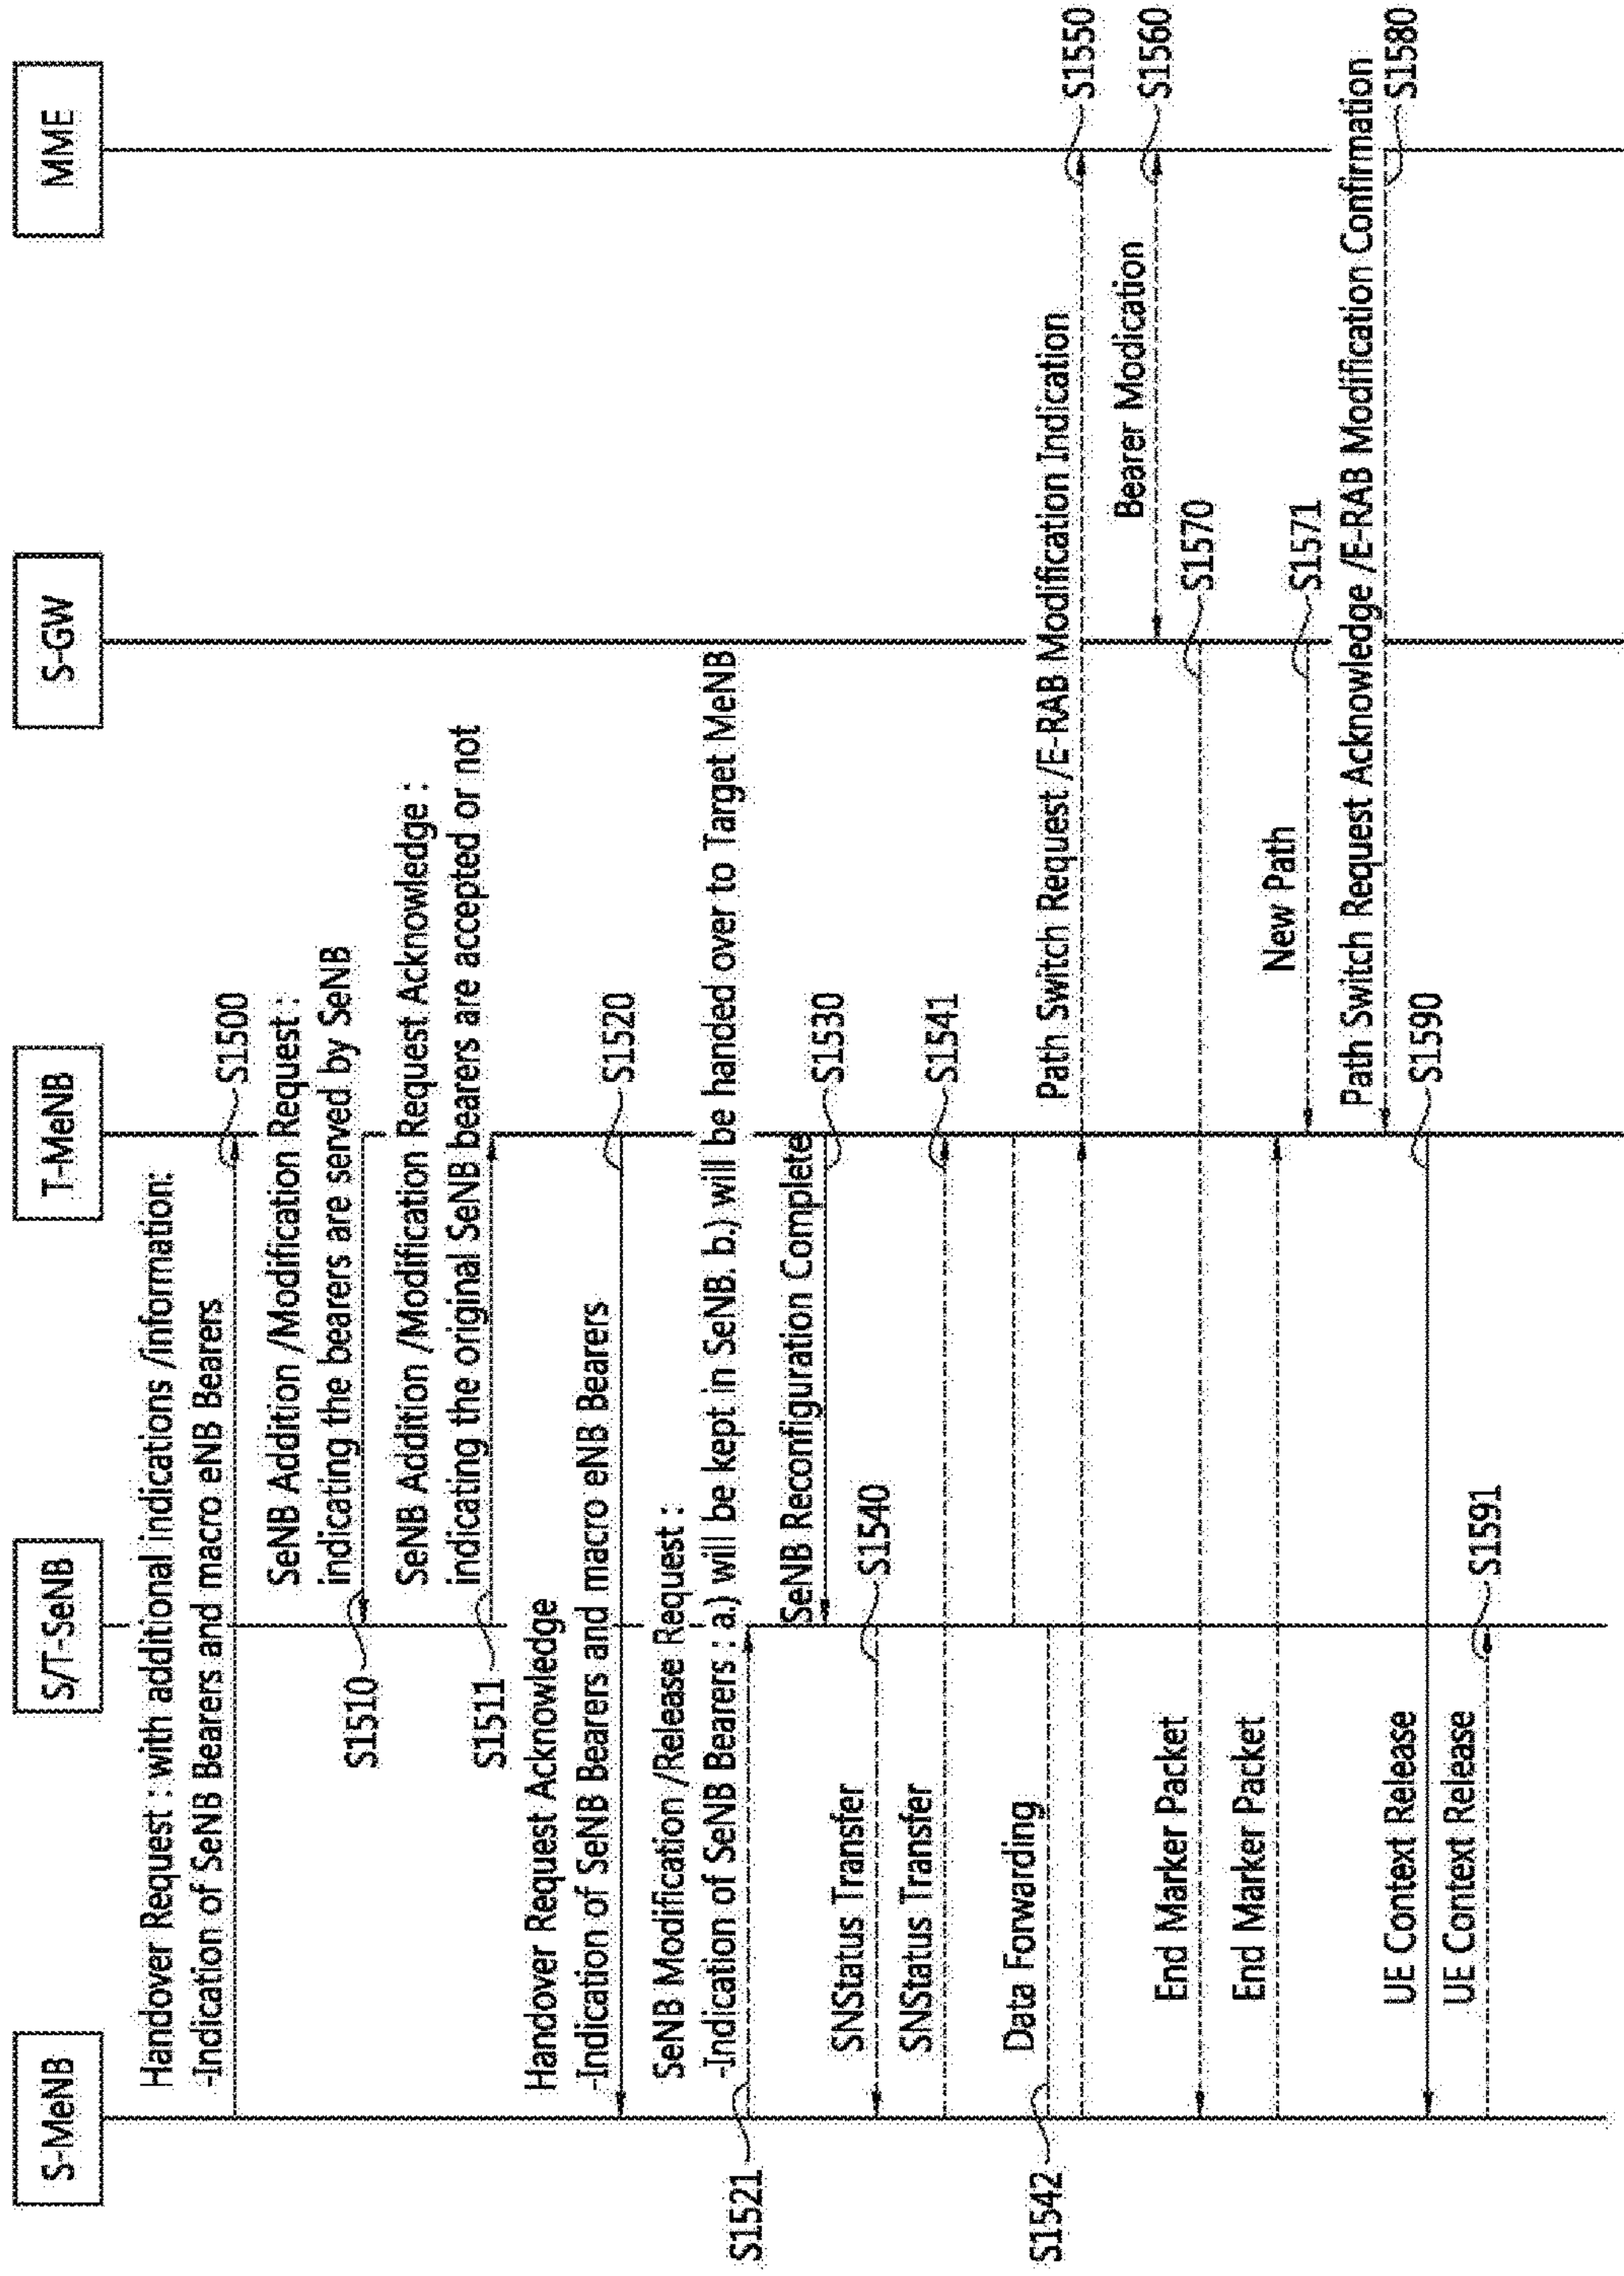 S-MeNB
S/T-SeNB
T-MeNB
S-GW
MME
Handover Request : with additional indications /information:
-Indication of SeNB Bearers and macro eNB Bearers
S1500
SeNB Addition /Modification Request :
indicating the bearers are served by SeNB
S1510
SeNB Addition /Modification Request Acknowledge :
indicating the original SeNB bearers are accepted or not
S1511
Handover Request Acknowledge
-Indication of SeNB Bearers and macro eNB Bearers
S1520
SeNB Modification /Release Request :
-Indication of SeNB Bearers : a.) will be kept in SeNB. b.) will be handed over to Target MeNB
S1521
SeNB Reconfiguration Complete
S1530
SNStatus Transfer
S1540
SNStatus Transfer
S1541
Data Forwarding
S1542
Path Switch Request /E-RAB Modification Indication
S1550
Bearer Modication
S1560
End Marker Packet
S1570
End Marker Packet
New Path
S1571
Path Switch Request Acknowledge /E-RAB Modification Confirmation
S1580
UE Context Release
S1590
UE Context Release
S1591